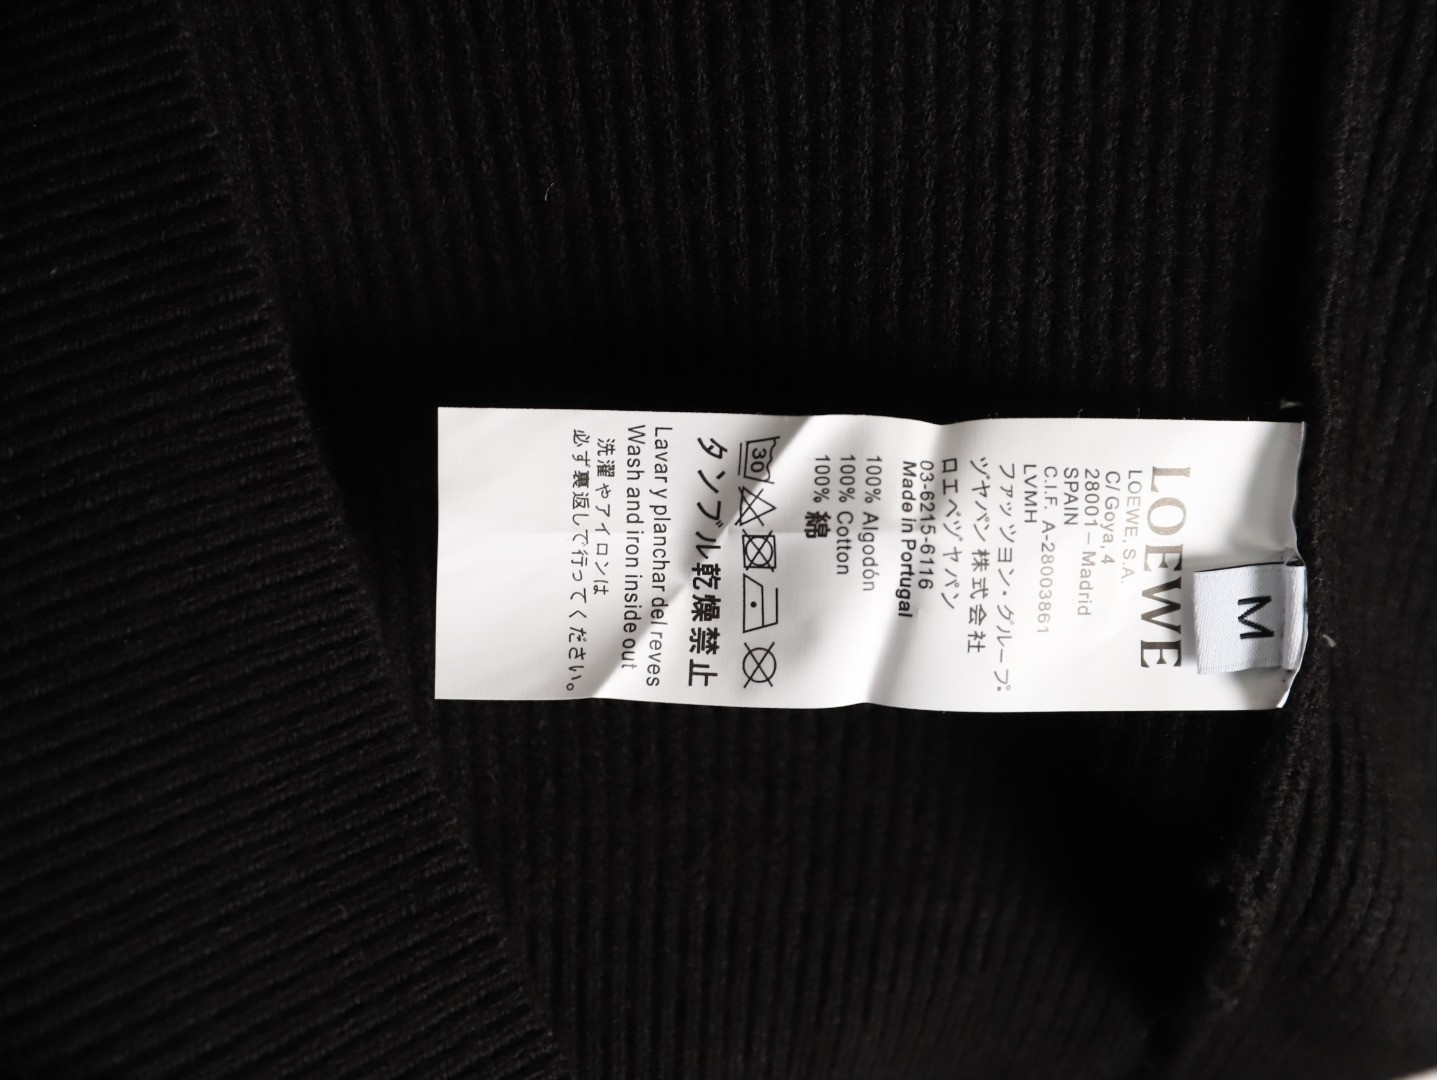 M
LOEWE
LOEWE, S.A.
C/ Goya, 4
28001 – Madrid
SPAIN
C.I.F. A-28003861
LVMH
ファッツョン・グループ
ツャパン 株式会社
ロエベヅャパン
03-6215-6116
Made in Portugal
100% Algodón
100% Cotton
100% 綿
30
タンブル乾燥禁止
Lavar y planchar del reves
Wash and iron inside out
洗濯やアイロンは
必ず裏返しで行ってください。